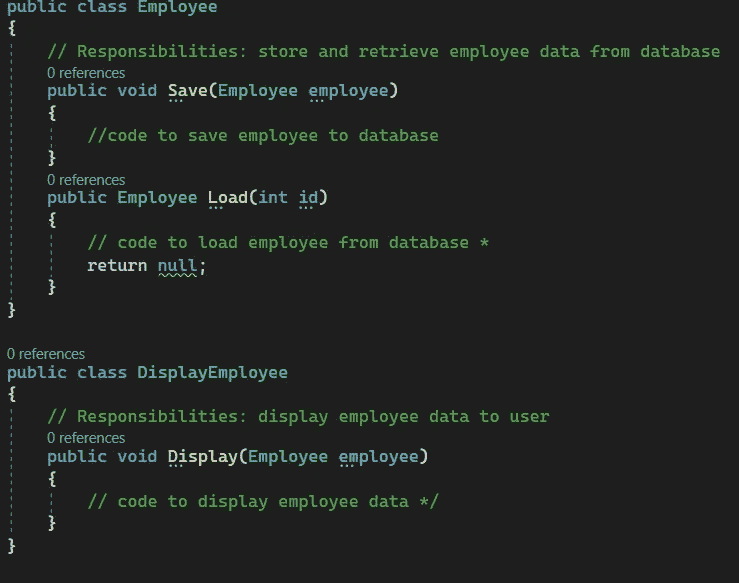 public class Employee
{
// Responsibilities: store and retrieve employee data from database
0 references
public void Save(Employee employee)
{
//code to save employee to database
}
0 references
public Employee Load(int id)
{
// code to load employee from database *
return null;
}
}
0 references
public class DisplayEmployee
{
// Responsibilities: display employee data to user
0 references
public void Display(Employee employee)
{
// code to display employee data */
}
}